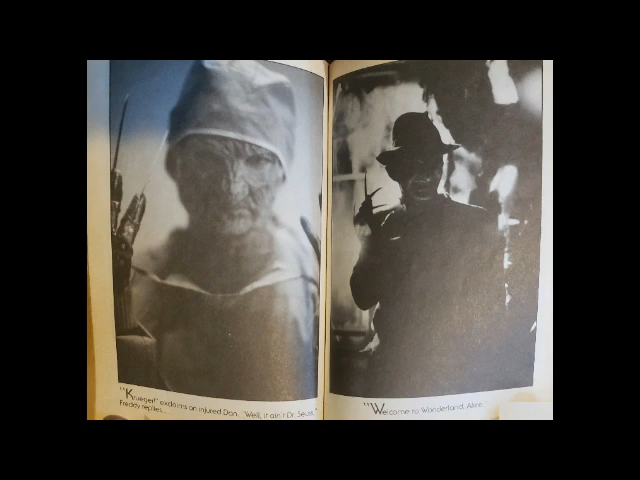 "Krueger!" exclaims an injured Dan. "Well, it ain't Dr. Seuss,"
Freddy replies...
"Welcome to Wonderland, Alice.